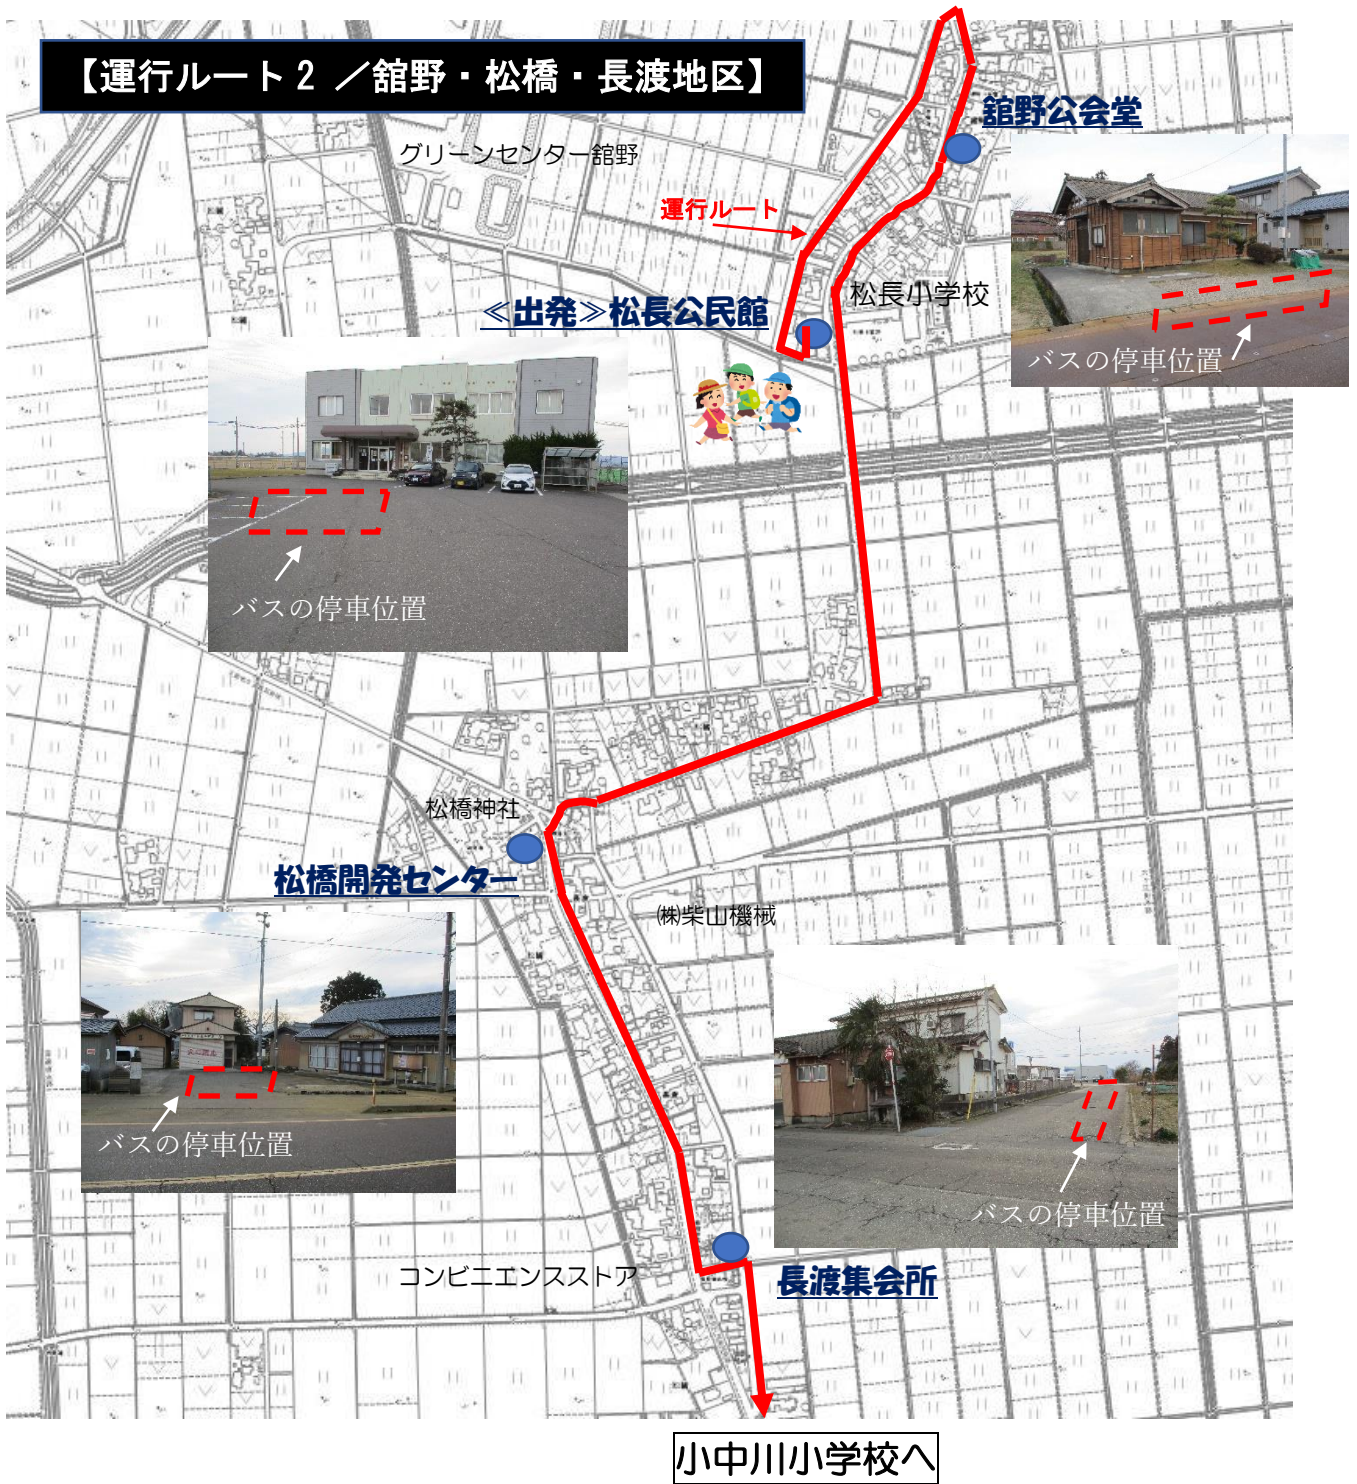 【運行ルート2 ／舘野・松橋・長渡地区】
舘野公会堂
グリーンセンター舘野
運行ルート
松長小学校
≪出発≫松長公民館
バスの停車位置
バスの停車位置
松橋神社
松橋開発センター
㈱柴山機械
バスの停車位置
バスの停車位置
コンビニエンスストア
長渡集会所
小中川小学校へ